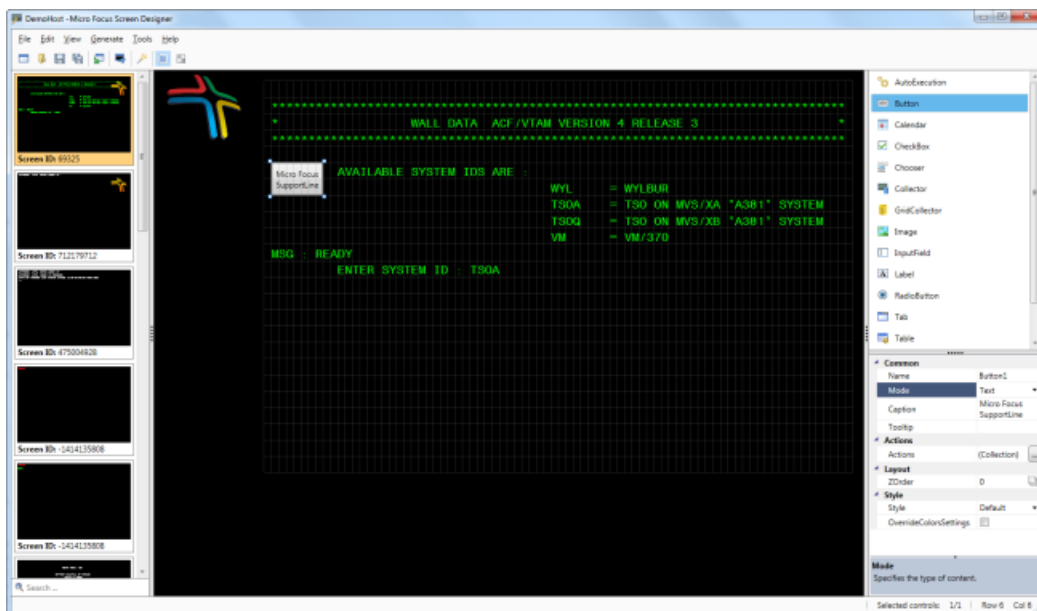 DemoHost - Micro Focus Screen Designer
File Edit View Generate Tools Help
Screen ID: 69325
Screen ID: 712179712
Screen ID: 475004928
Screen ID: -1414135808
Screen ID: -1414135808
Search ...
************************************************************************
* WALL DATA ACF/VTAM VERSION 4 RELEASE 3 *
************************************************************************
Micro Focus
SupportLine
AVAILABLE SYSTEM IDS ARE :
WYL = WYLBUR
TSOA = TSO ON MVS/XA "A381" SYSTEM
TSOQ = TSO ON MVS/XB "A381" SYSTEM
VM = VM/370
MSG : READY
ENTER SYSTEM ID : TSOA
AutoExecution
Button
Calendar
CheckBox
Chooser
Collector
GridCollector
Image
InputField
Label
RadioButton
Tab
Table
Common
Name Button1
Mode Text
Caption Micro Focus
SupportLine
Tooltip
Actions
Actions (Collection) ...
Layout
ZOrder 0
Style
Style Default
OverrideColorsSettings
Mode
Specifies the type of content.
Selected controls: 1/1 Row 6 Col 6